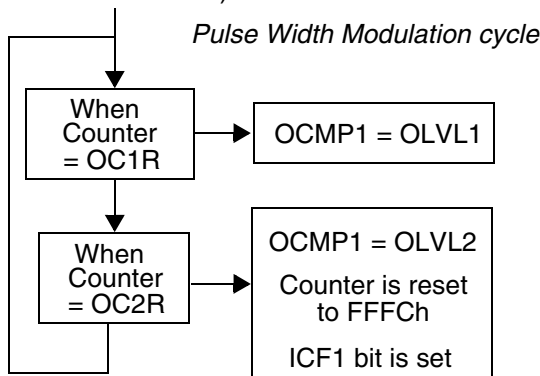 Pulse Width Modulation cycle
When
Counter
= OC1R
OCMP1 = OLVL1
When
Counter
= OC2R
OCMP1 = OLVL2
Counter is reset
to FFFCh
ICF1 bit is set